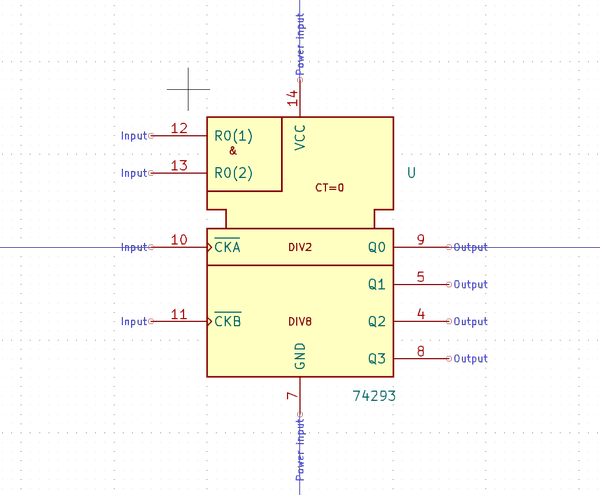 Power Input
14
VCC
Input 12 R0(1)
&
Input 13 R0(2)
U
CT=0
Input 10 CKA DIV2 Q0 9 Output
Q1 5 Output
Input 11 CKB DIV8 Q2 4 Output
Q3 8 Output
GND
7
74293
Power Input